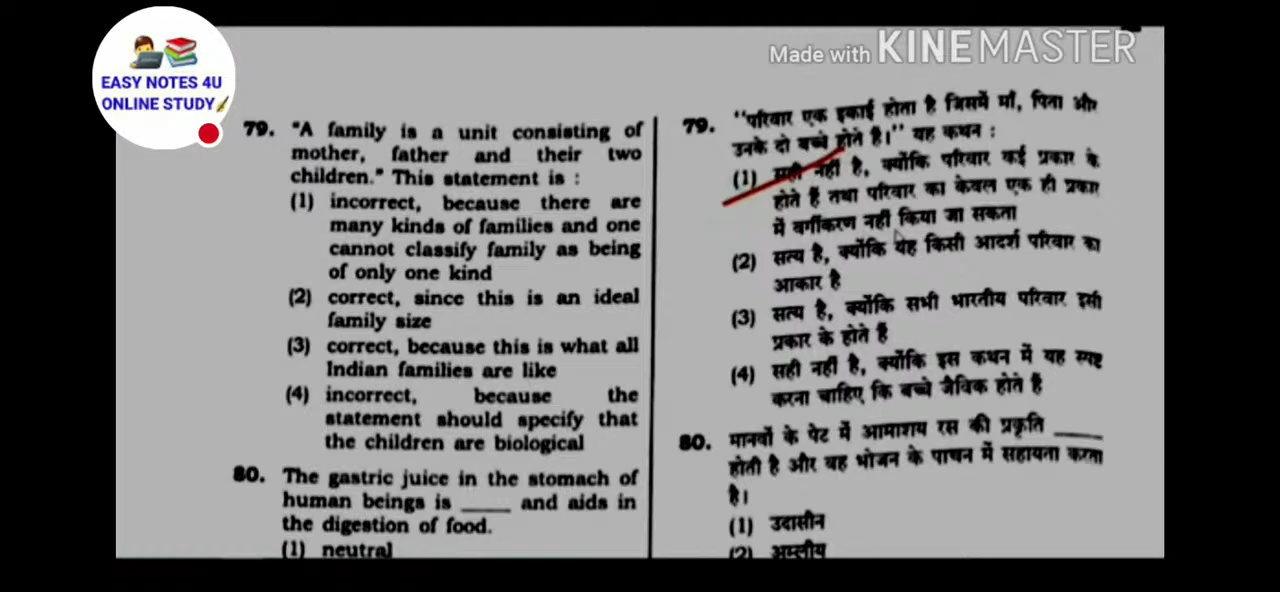 EASY NOTES 4U
ONLINE STUDY
Made with KINEMASTER
79. "A family is a unit consisting of
mother, father and their two
children." This statement is :
(1) incorrect, because there are
many kinds of families and one
cannot classify family as being
of only one kind
(2) correct, since this is an ideal
family size
(3) correct, because this is what all
Indian families are like
(4) incorrect, because the
statement should specify that
the children are biological
80. The gastric juice in the stomach of
human beings is ____ and aids in
the digestion of food.
(1) neutral
79. "परिवार एक इकाई होता है जिसमें माँ, पिता और
उनके दो बच्चे होते हैं।" यह कथन :
(1) सही नहीं है, क्योंकि परिवार कई प्रकार के
होते हैं तथा परिवार का केवल एक ही प्रकार
में वर्गीकरण नहीं किया जा सकता
(2) सत्य है, क्योंकि यह किसी आदर्श परिवार का
आकार है
(3) सत्य है, क्योंकि सभी भारतीय परिवार इसी
प्रकार के होते हैं
(4) सही नहीं है, क्योंकि इस कथन में यह स्पष्ट
करना चाहिए कि बच्चे जैविक होते हैं
80. मानवों के पेट में आमाशय रस की प्रकृति ____
होती है और वह भोजन के पाचन में सहायता करता
है।
(1) उदासीन
(2) अम्लीय